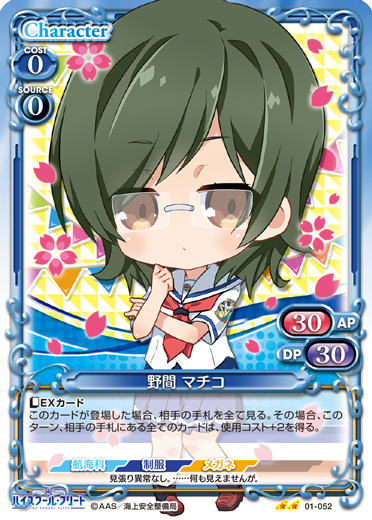 Character
COST
0
SOURCE
0
30 AP
DP 30
野間 マチコ
EXカード
このカードが登場した場合、相手の手札を全て見る。その場合、この
ターン、相手の手札にある全てのカードは、使用コスト+2を得る。
航海科 制服 メガネ
見張り異常なし。……何も見えませんが。
ハイスクール・フリート
©AAS／海上安全整備局 01-052